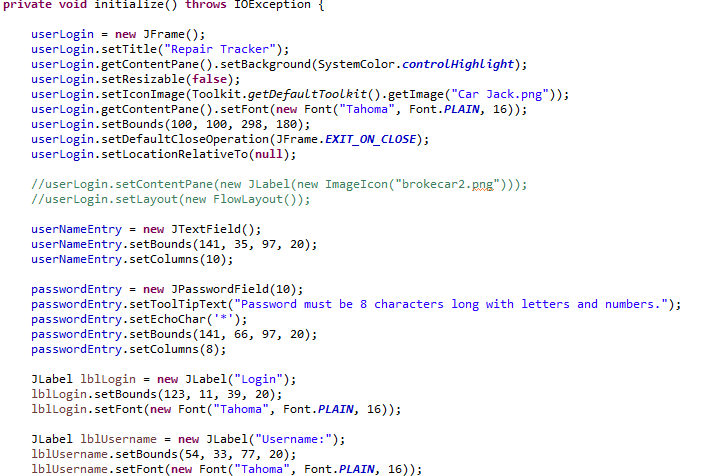 private void initialize() throws IOException {
userLogin = new JFrame();
userLogin.setTitle("Repair Tracker");
userLogin.getContentPane().setBackground(SystemColor.controlHighlight);
userLogin.setResizable(false);
userLogin.setIconImage(Toolkit.getDefaultToolkit().getImage("Car Jack.png"));
userLogin.getContentPane().setFont(new Font("Tahoma", Font.PLAIN, 16));
userLogin.setBounds(100, 100, 298, 180);
userLogin.setDefaultCloseOperation(JFrame.EXIT_ON_CLOSE);
userLogin.setLocationRelativeTo(null);
//userLogin.setContentPane(new JLabel(new ImageIcon("brokecar2.png")));
//userLogin.setLayout(new FlowLayout());
userNameEntry = new JTextField();
userNameEntry.setBounds(141, 35, 97, 20);
userNameEntry.setColumns(10);
passwordEntry = new JPasswordField(10);
passwordEntry.setToolTipText("Password must be 8 characters long with letters and numbers.");
passwordEntry.setEchoChar('*');
passwordEntry.setBounds(141, 66, 97, 20);
passwordEntry.setColumns(8);
JLabel lblLogin = new JLabel("Login");
lblLogin.setBounds(123, 11, 39, 20);
lblLogin.setFont(new Font("Tahoma", Font.PLAIN, 16));
JLabel lblUsername = new JLabel("Username:");
lblUsername.setBounds(54, 33, 77, 20);
lblUsername.setFont(new Font("Tahoma", Font.PLAIN, 16));